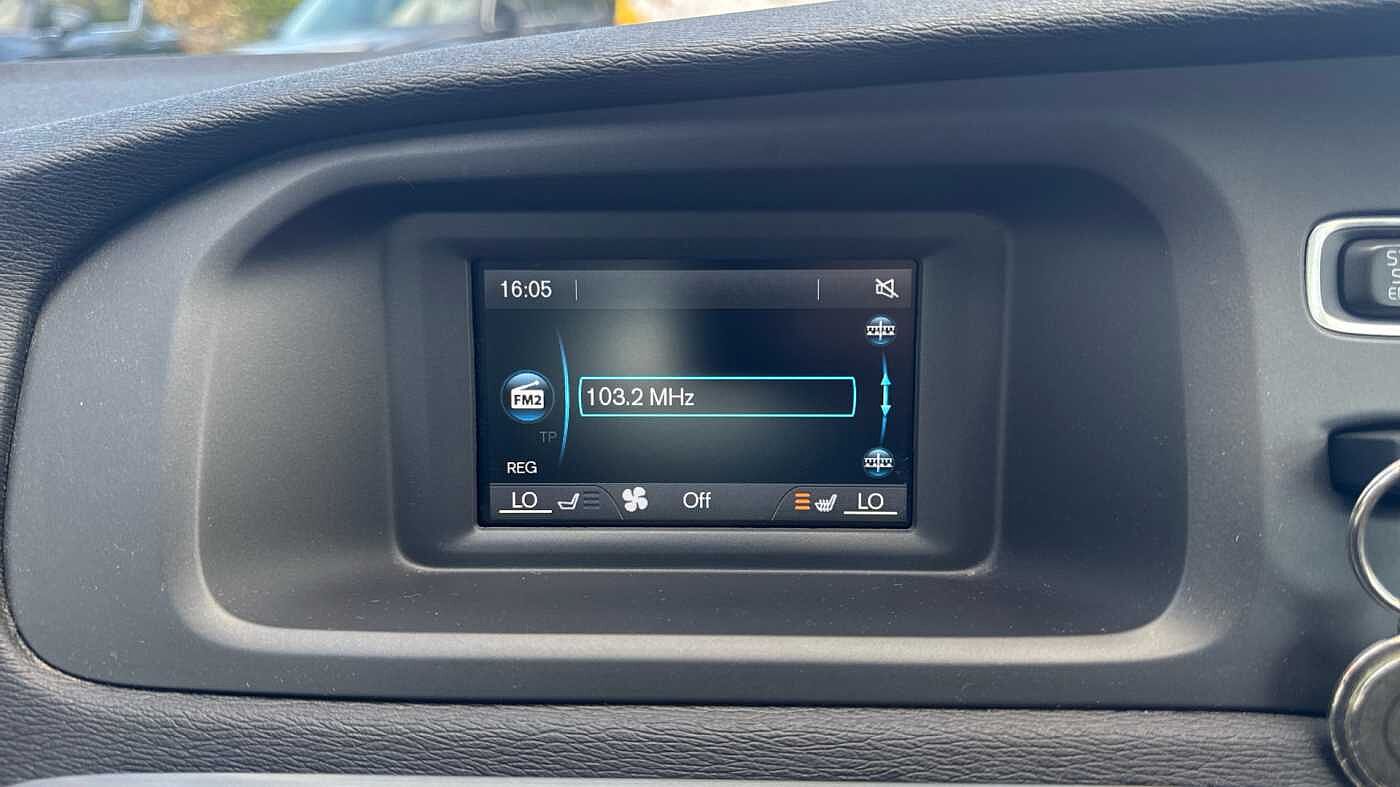 16:05
103.2 MHz
FM2
TP
REG
LO Off LO